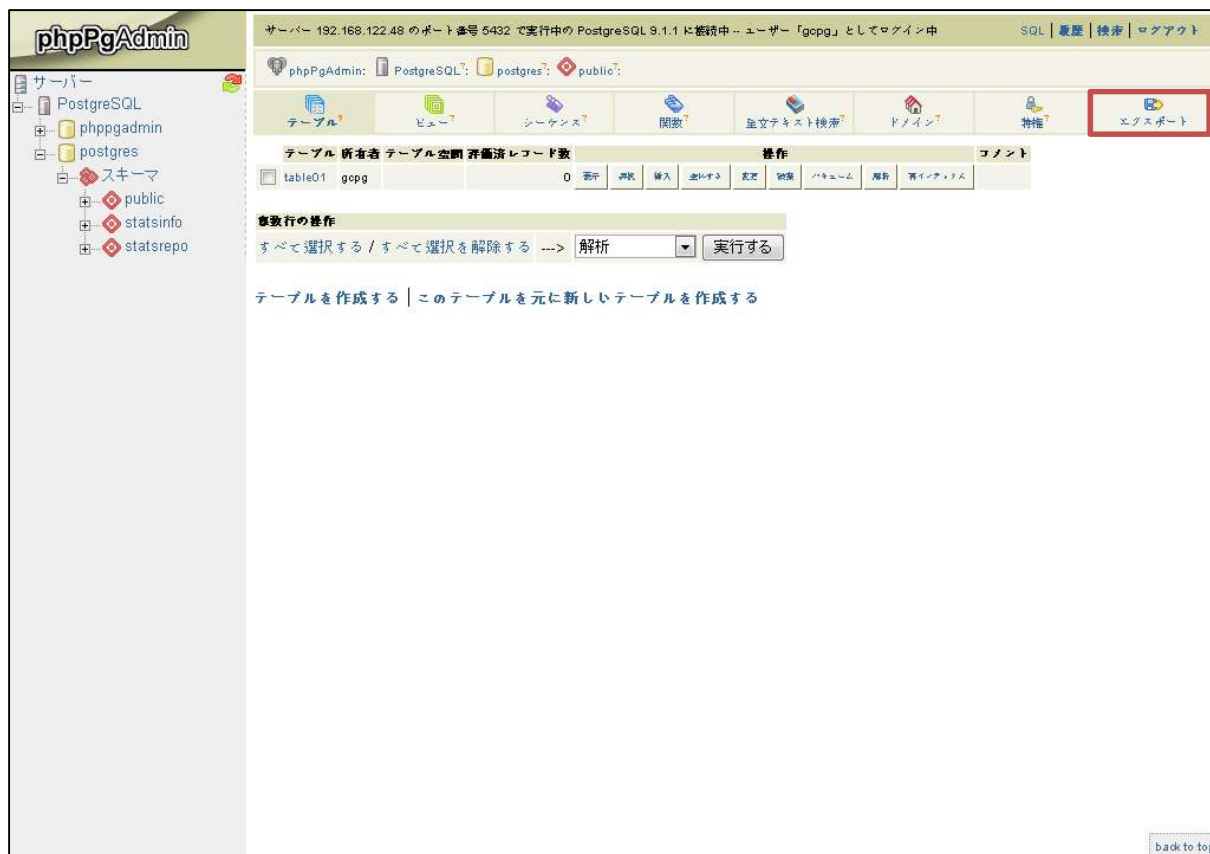 phpPgAdmin
サーバー
PostgreSQL
phppgadmin
postgres
スキーマ
public
statsinfo
statsrepo
サーバー 192.168.122.48 のポート番号 5432 で実行中の PostgreSQL 9.1.1 に接続中 -- ユーザー「gcpg」としてログイン中
SQL | 履歴 | 検索 | ログアウト
phpPgAdmin: PostgreSQL?: postgres?: public?:
テーブル? ビュー? シーケンス? 関数? 全文テキスト検索? ドメイン? 特権? エクスポート
テーブル 所有者 テーブル空間 評価済レコード数 操作 コメント
table01 gcpg 0 表示 選択 挿入 空にする 変更 破棄 バキューム 解析 再インデックス
複数行の操作
すべて選択する / すべて選択を解除する ---> 解析 実行する
テーブルを作成する | このテーブルを元に新しいテーブルを作成する
back to top